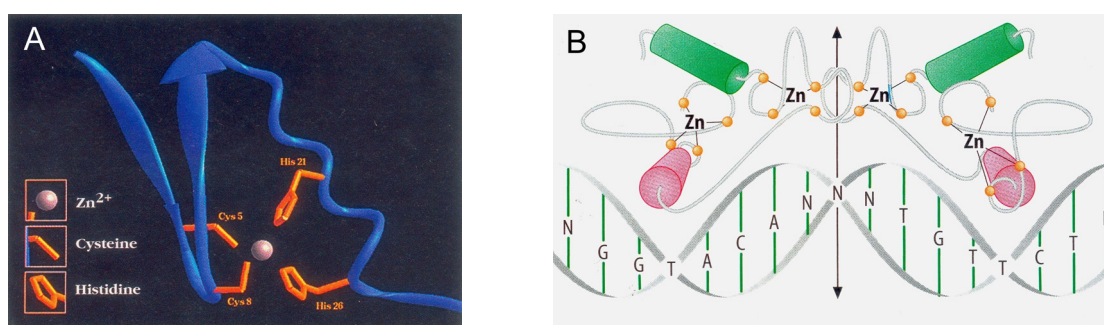 A
His 21
Zn²⁺
Cys 5
Cysteine
Histidine
Cys 8
His 26
B
Zn
Zn
Zn
Zn
N G G T A C A N N N T G T T C T